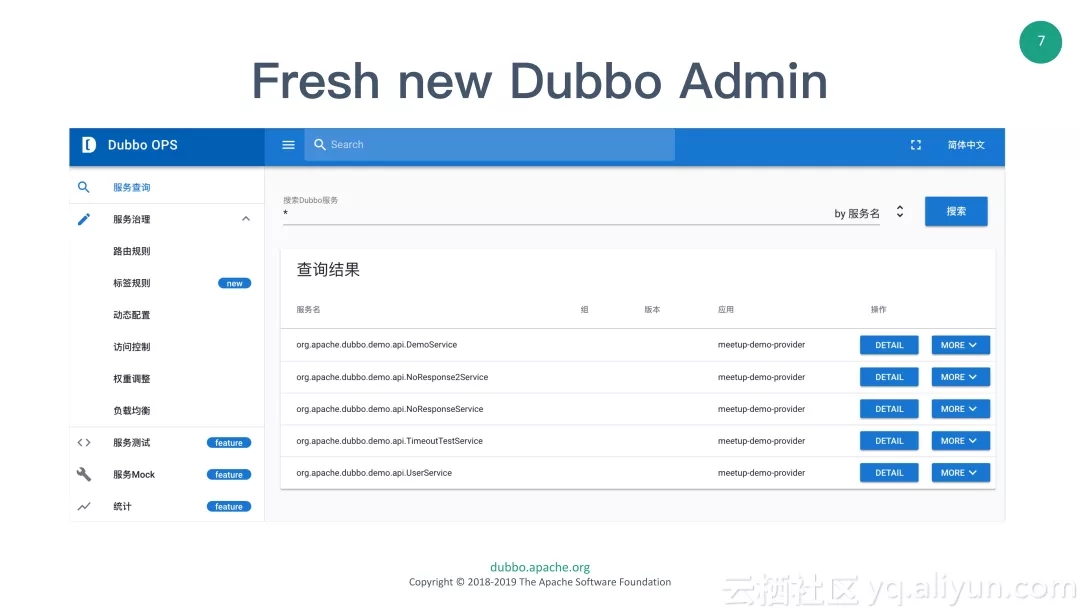 7
Fresh new Dubbo Admin
Dubbo OPS
Search
简体中文
服务查询
服务治理
路由规则
标签规则 new
动态配置
访问控制
权重调整
负载均衡
服务测试 feature
服务Mock feature
统计 feature
搜索Dubbo服务
* by 服务名 搜索
查询结果
服务名 组 版本 应用 操作
org.apache.dubbo.demo.api.DemoService meetup-demo-provider DETAIL MORE
org.apache.dubbo.demo.api.NoResponse2Service meetup-demo-provider DETAIL MORE
org.apache.dubbo.demo.api.NoResponseService meetup-demo-provider DETAIL MORE
org.apache.dubbo.demo.api.TimeoutTestService meetup-demo-provider DETAIL MORE
org.apache.dubbo.demo.api.UserService meetup-demo-provider DETAIL MORE
dubbo.apache.org
Copyright © 2018-2019 The Apache Software Foundation
云栖社区 yq.aliyun.com